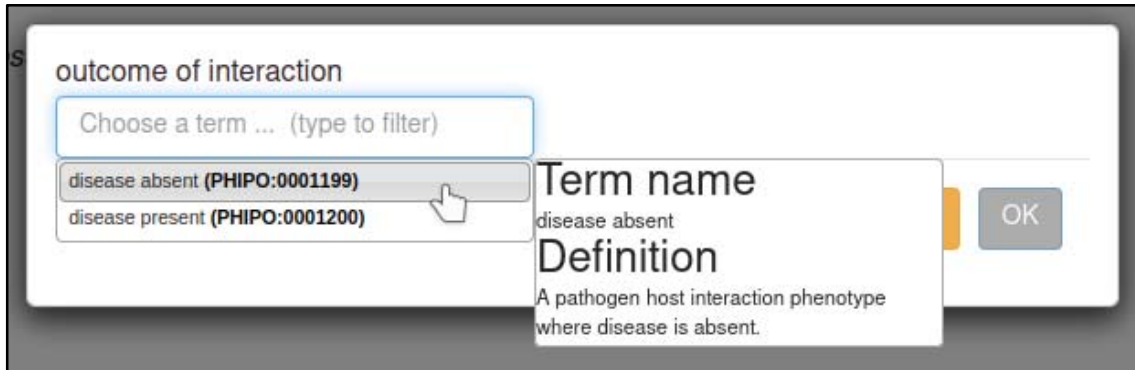 s
outcome of interaction
Choose a term ... (type to filter)
disease absent (PHIPO:0001199)
disease present (PHIPO:0001200)
Term name
disease absent
Definition
A pathogen host interaction phenotype
where disease is absent.
OK